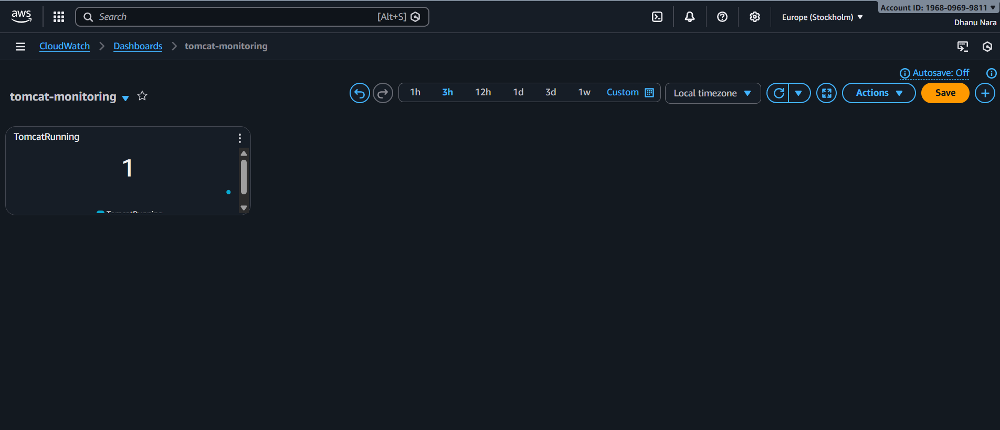 aws
Search
[Alt+S]
Europe (Stockholm)
Account ID: 1968-0969-9811
Dhanu Nara
CloudWatch
Dashboards
tomcat-monitoring
Autosave: Off
tomcat-monitoring
1h
3h
12h
1d
3d
1w
Custom
Local timezone
Actions
Save
TomcatRunning
1
TomcatRunning